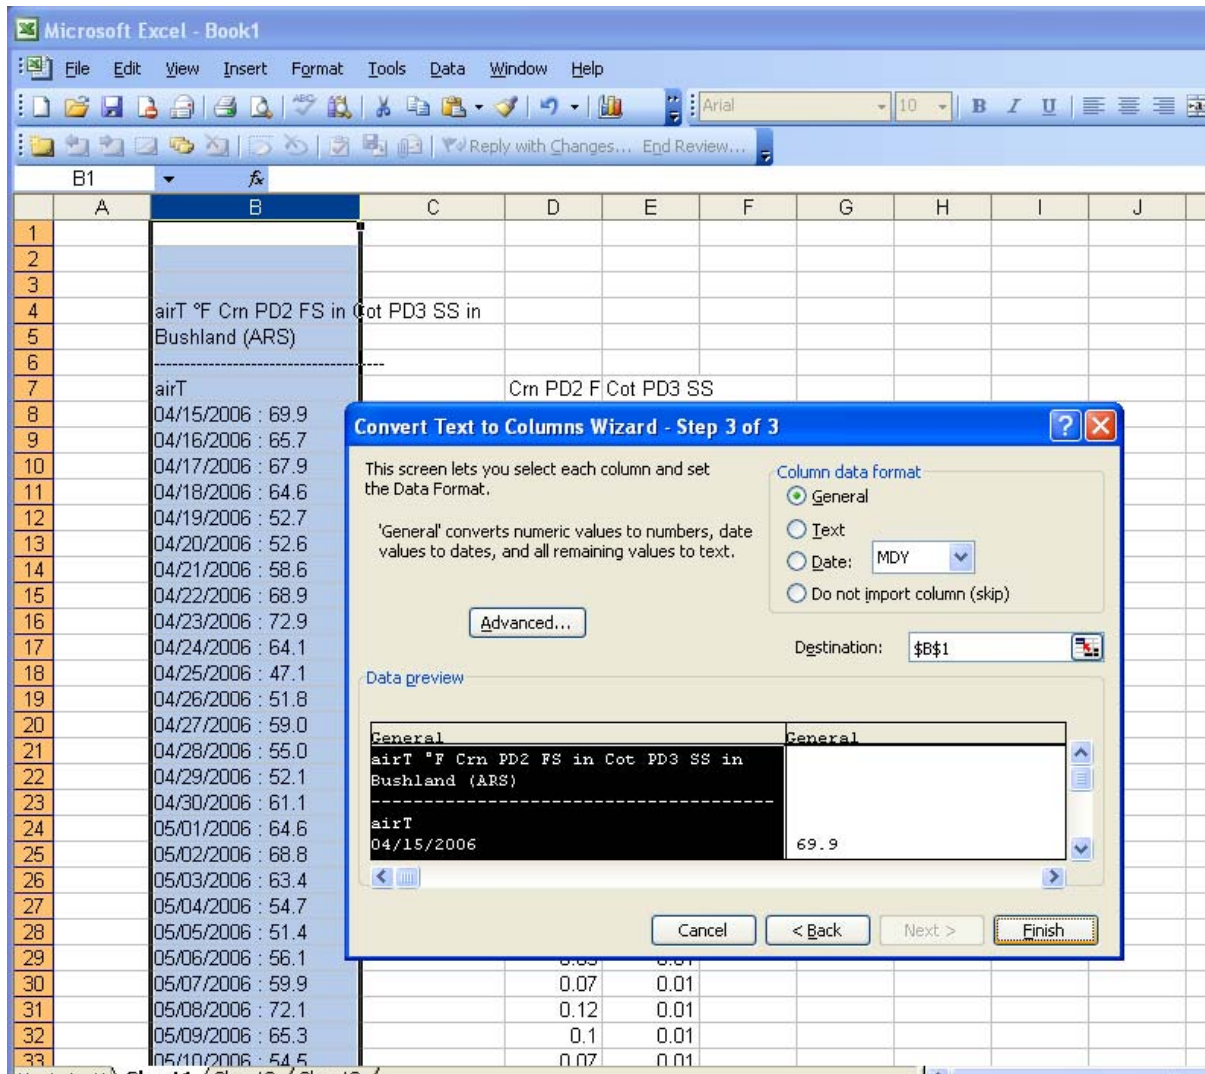 Microsoft Excel - Book1
File Edit View Insert Format Tools Data Window Help
Arial 10 B I U
Reply with Changes... End Review...
B1 fx
A B C D E F G H I J
1
2
3
4 airT °F Crn PD2 FS in Cot PD3 SS in
5 Bushland (ARS)
6 ---------------------------------------
7 airT Crn PD2 F Cot PD3 SS
8 04/15/2006 : 69.9
9 04/16/2006 : 65.7
10 04/17/2006 : 67.9
11 04/18/2006 : 64.6
12 04/19/2006 : 52.7
13 04/20/2006 : 52.6
14 04/21/2006 : 58.6
15 04/22/2006 : 68.9
16 04/23/2006 : 72.9
17 04/24/2006 : 64.1
18 04/25/2006 : 47.1
19 04/26/2006 : 51.8
20 04/27/2006 : 59.0
21 04/28/2006 : 55.0
22 04/29/2006 : 52.1
23 04/30/2006 : 61.1
24 05/01/2006 : 64.6
25 05/02/2006 : 68.8
26 05/03/2006 : 63.4
27 05/04/2006 : 54.7
28 05/05/2006 : 51.4
29 05/06/2006 : 56.1
30 05/07/2006 : 59.9 0.07 0.01
31 05/08/2006 : 72.1 0.12 0.01
32 05/09/2006 : 65.3 0.1 0.01
33 05/10/2006 : 54.5 0.07 0.01
Convert Text to Columns Wizard - Step 3 of 3
This screen lets you select each column and set
the Data Format.
'General' converts numeric values to numbers, date
values to dates, and all remaining values to text.
Advanced...
Column data format
General
Text
Date: MDY
Do not import column (skip)
Destination: $B$1
Data preview
General General
airT °F Crn PD2 FS in Cot PD3 SS in
Bushland (ARS)
---------------------------------------
airT
04/15/2006 69.9
Cancel < Back Next > Finish